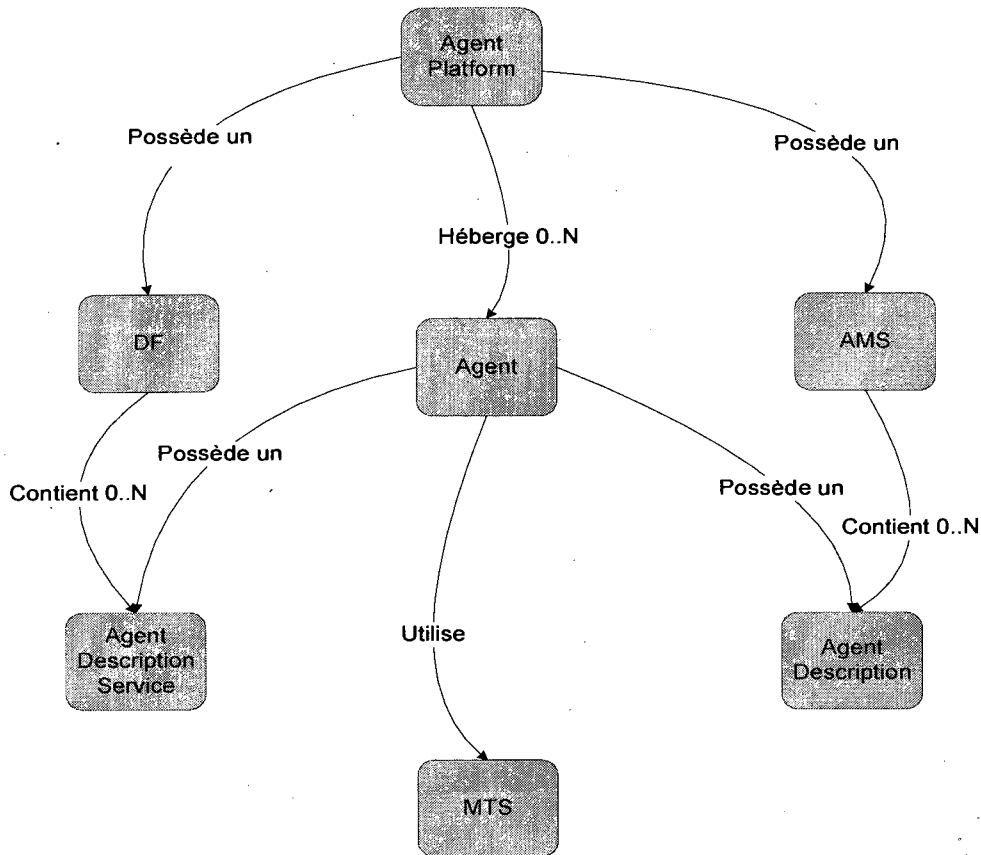 Agent
Platform
Possède un
Possède un
Héberge 0..N
DF
Agent
AMS
Possède un
Contient 0..N
Possède un
Contient 0..N
Agent
Description
Service
Utilise
Agent
Description
MTS